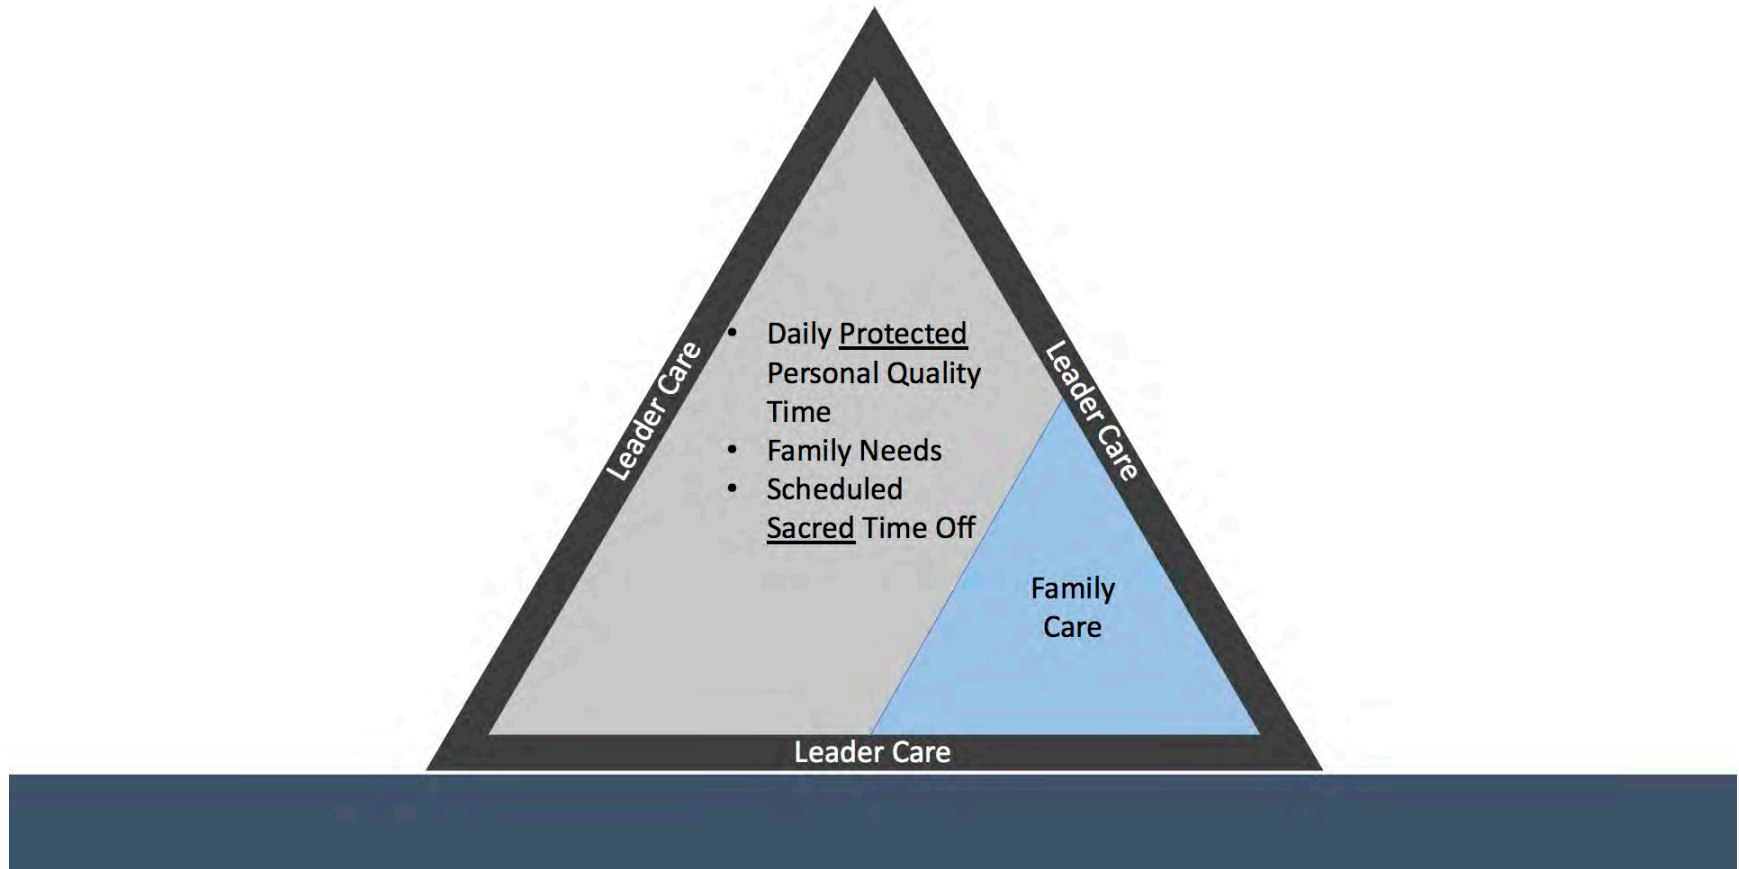 Leader Care
Leader Care
• Daily Protected
Personal Quality
Time
• Family Needs
• Scheduled
Sacred Time Off
Family
Care
Leader Care